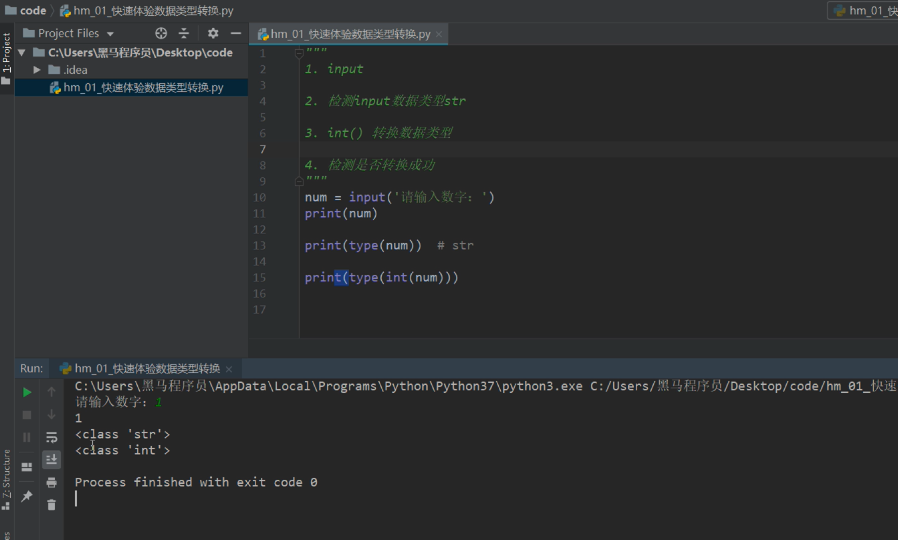 code hm_01_快速体验数据类型转换.py
Project Files
C:\Users\黑马程序员\Desktop\code
.idea
hm_01_快速体验数据类型转换.py
1: Project
hm_01_快速体验数据类型转换.py
1 """
2 1. input
3
4 2. 检测input数据类型str
5
6 3. int() 转换数据类型
7
8 4. 检测是否转换成功
9 """
10 num = input('请输入数字: ')
11 print(num)
12
13 print(type(num)) # str
14
15 print(type(int(num)))
16
17
Run: hm_01_快速体验数据类型转换
C:\Users\黑马程序员\AppData\Local\Programs\Python\Python37\python3.exe C:/Users/黑马程序员/Desktop/code/hm_01_快速
请输入数字: 1
1
<class 'str'>
<class 'int'>
Process finished with exit code 0
Z: Structure